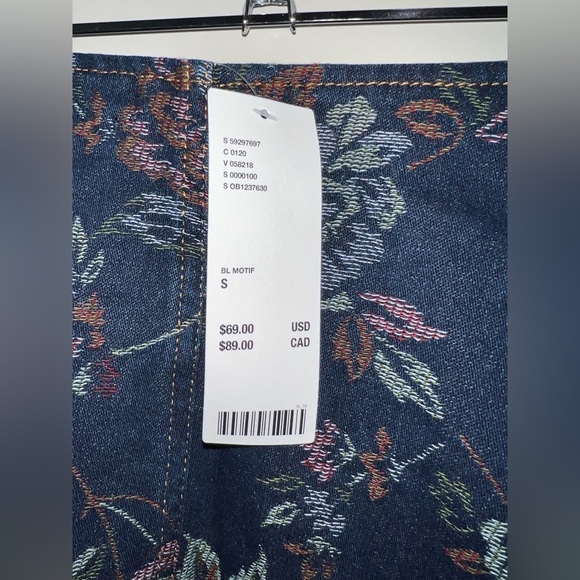 S 59297697
C 0120
V 058218
S 0000100
S OB1237630
BL MOTIF
S
$69.00 USD
$89.00 CAD